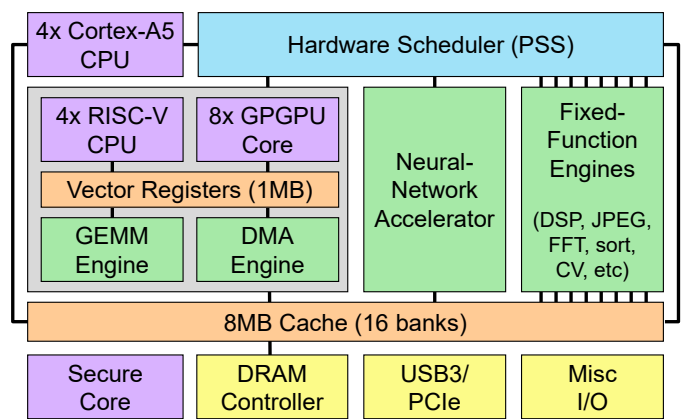 4x Cortex-A5
CPU
Hardware Scheduler (PSS)
4x RISC-V
CPU
8x GPGPU
Core
Vector Registers (1MB)
GEMM
Engine
DMA
Engine
Neural-
Network
Accelerator
Fixed-
Function
Engines
(DSP, JPEG,
FFT, sort,
CV, etc)
8MB Cache (16 banks)
Secure
Core
DRAM
Controller
USB3/
PCIe
Misc
I/O